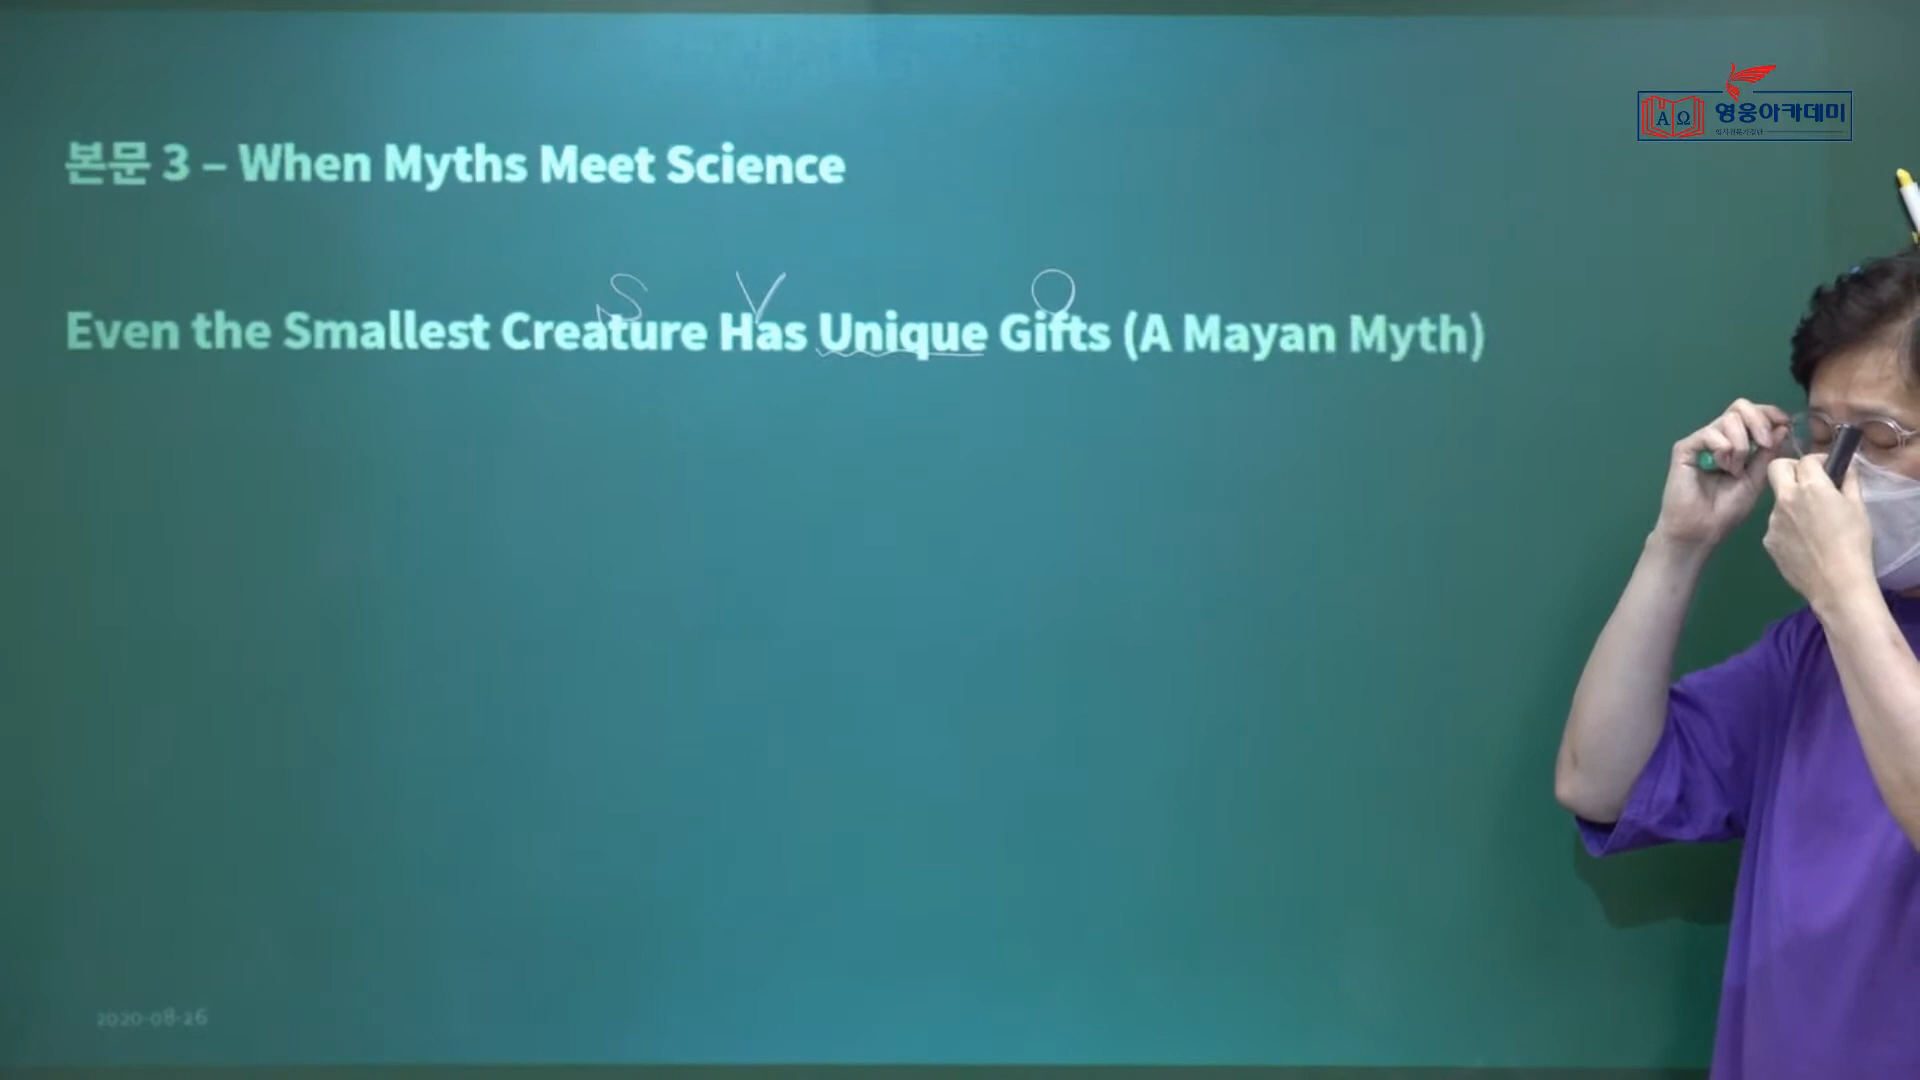 영웅아카데미
A Ω
본문 3 – When Myths Meet Science
S V O
Even the Smallest Creature Has Unique Gifts (A Mayan Myth)
2020-08-26